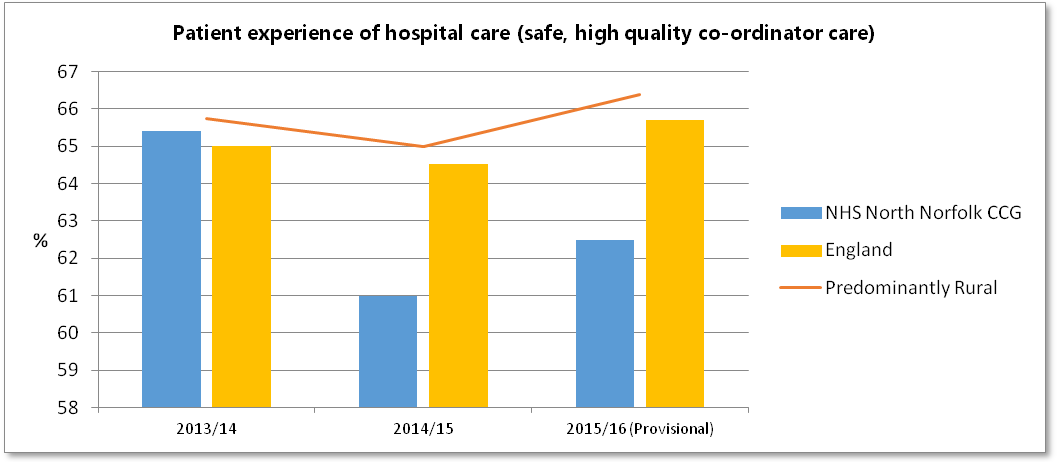 Patient experience of hospital care (safe, high quality co-ordinator care)
67
66
65
64
63
62
61
60
59
58
%
2013/14
2014/15
2015/16 (Provisional)
NHS North Norfolk CCG
England
Predominantly Rural